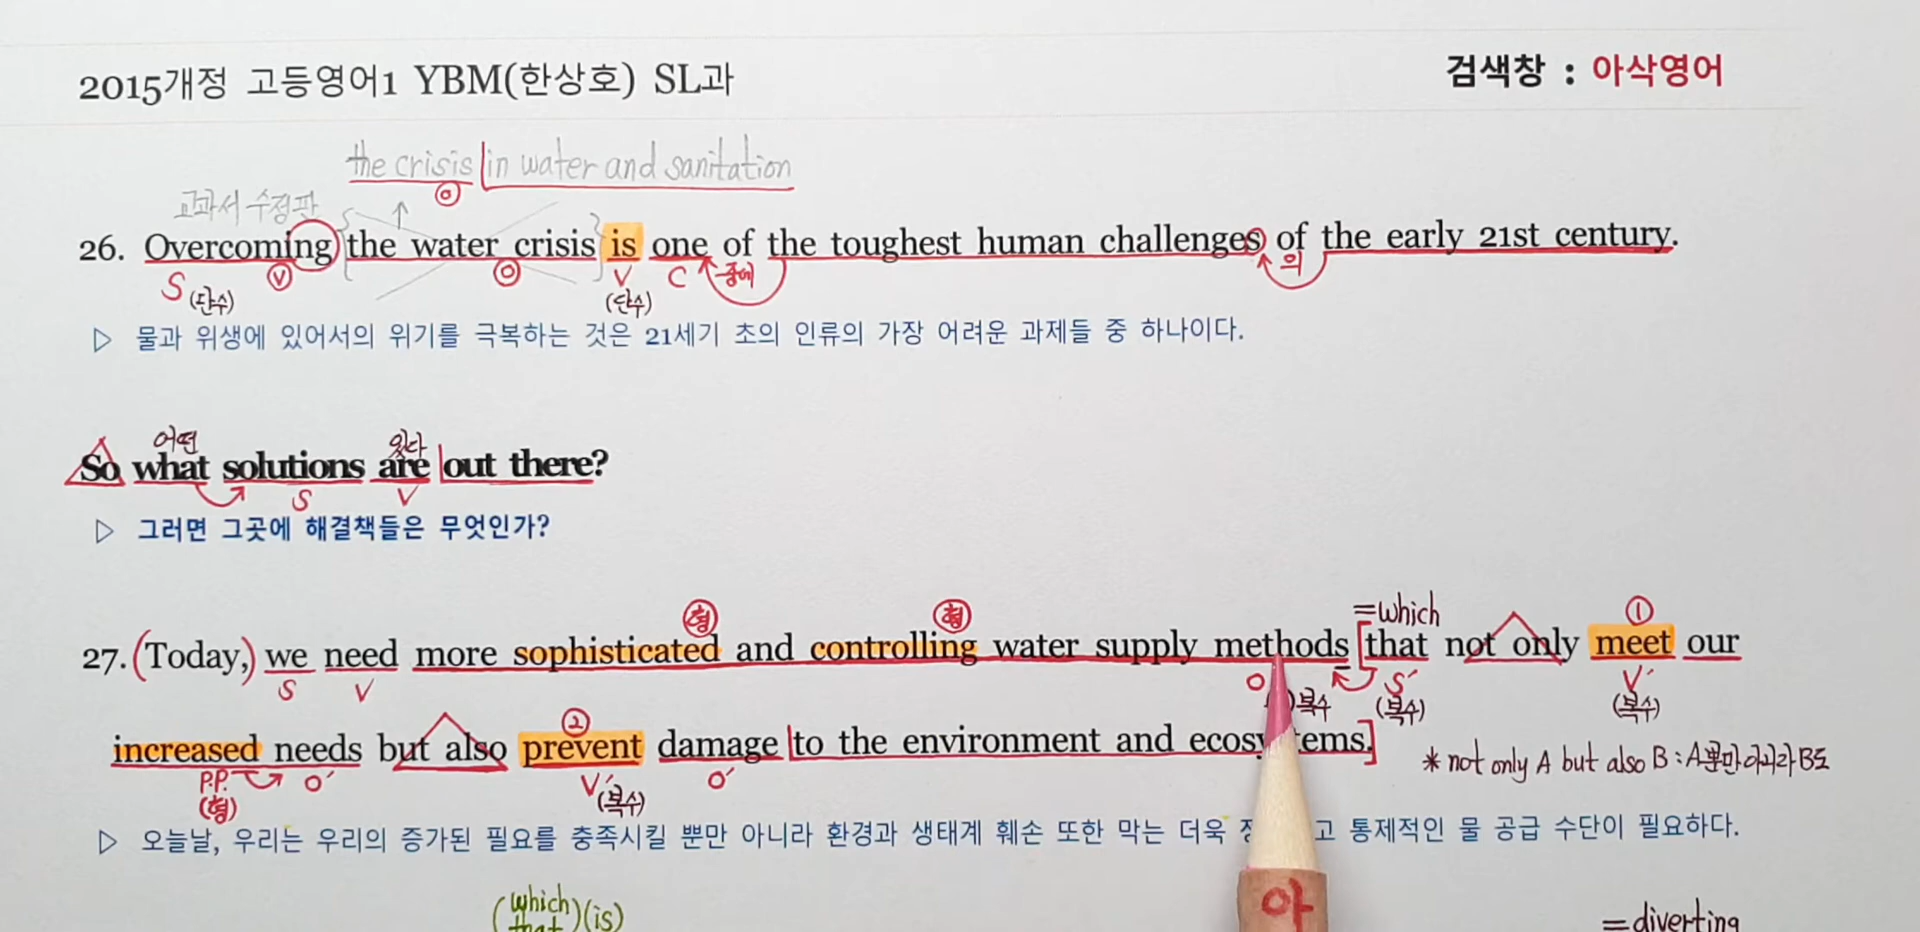 2015개정 고등영어1 YBM(한상호) SL과
검색창 : 아삭영어
the crisis in water and sanitation
O
교과서 수정판
26. Overcoming the water crisis is one of the toughest human challenges of the early 21st century.
S (단수) V O V (단수) C 중에 의
▷ 물과 위생에 있어서의 위기를 극복하는 것은 21세기 초의 인류의 가장 어려운 과제들 중 하나이다.
어떤 있다
So what solutions are out there?
S V
▷ 그러면 그곳에 해결책들은 무엇인가?
형 형 =which ①
27. (Today,) we need more sophisticated and controlling water supply methods [that not only meet our
S V O 복수 S′ (복수) V′ (복수)
②
increased needs but also prevent damage to the environment and ecosy ems.]
P.P. (형) O′ V′ (복수) O′
* not only A but also B : A뿐만 아니라 B도
▷ 오늘날, 우리는 우리의 증가된 필요를 충족시킬 뿐만 아니라 환경과 생태계 훼손 또한 막는 더욱 고 통제적인 물 공급 수단이 필요하다.
(which that) (is)
= diverting
아